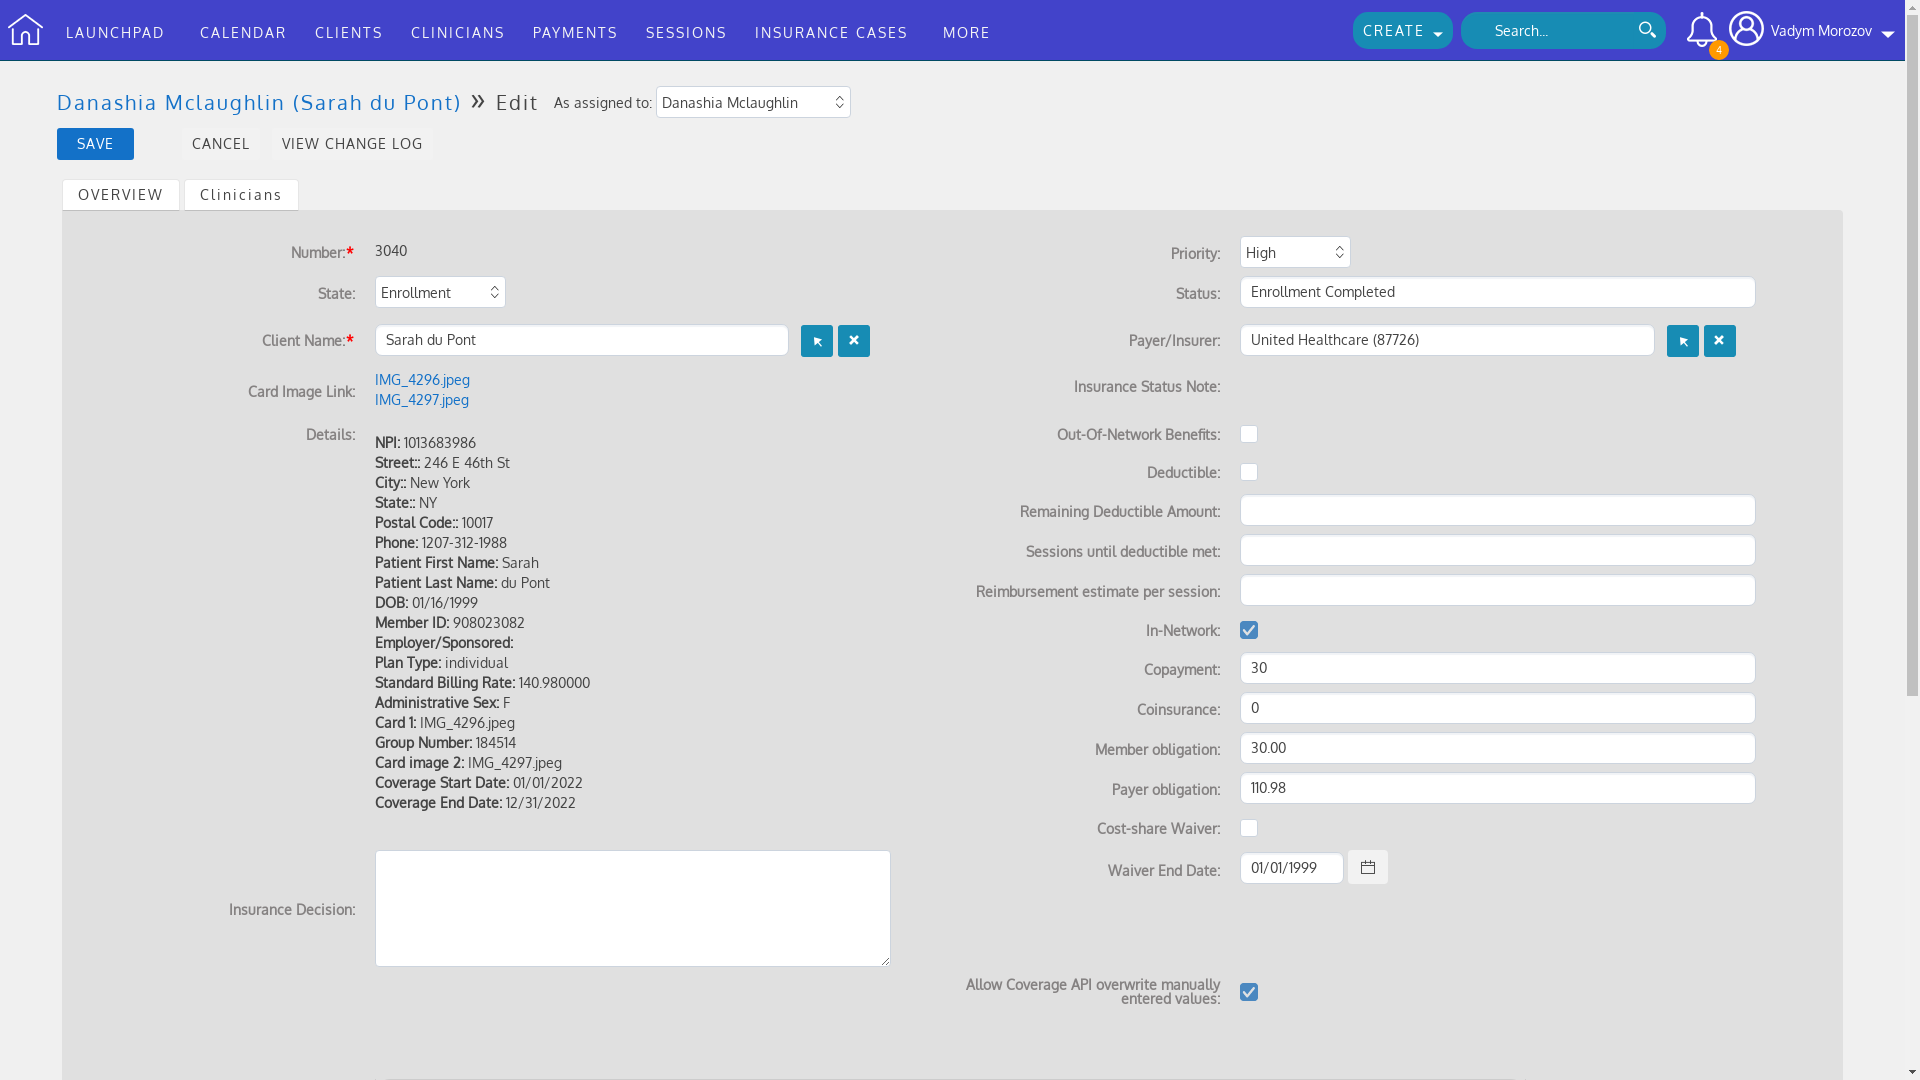 LAUNCHPAD CALENDAR CLIENTS CLINICIANS PAYMENTS SESSIONS INSURANCE CASES MORE CREATE Search... 4 Vadym Morozov
Danashia Mclaughlin (Sarah du Pont) » Edit As assigned to: Danashia Mclaughlin
SAVE CANCEL VIEW CHANGE LOG
OVERVIEW Clinicians
Number:* 3040
Priority: High
State: Enrollment
Status: Enrollment Completed
Client Name:* Sarah du Pont
Payer/Insurer: United Healthcare (87726)
Card Image Link: IMG_4296.jpeg
IMG_4297.jpeg
Insurance Status Note:
Details:
NPI: 1013683986
Street:: 246 E 46th St
City:: New York
State:: NY
Postal Code:: 10017
Phone: 1207-312-1988
Patient First Name: Sarah
Patient Last Name: du Pont
DOB: 01/16/1999
Member ID: 908023082
Employer/Sponsored:
Plan Type: individual
Standard Billing Rate: 140.980000
Administrative Sex: F
Card 1: IMG_4296.jpeg
Group Number: 184514
Card image 2: IMG_4297.jpeg
Coverage Start Date: 01/01/2022
Coverage End Date: 12/31/2022
Out-Of-Network Benefits:
Deductible:
Remaining Deductible Amount:
Sessions until deductible met:
Reimbursement estimate per session:
In-Network:
Copayment: 30
Coinsurance: 0
Member obligation: 30.00
Payer obligation: 110.98
Cost-share Waiver:
Waiver End Date: 01/01/1999
Insurance Decision:
Allow Coverage API overwrite manually
entered values: